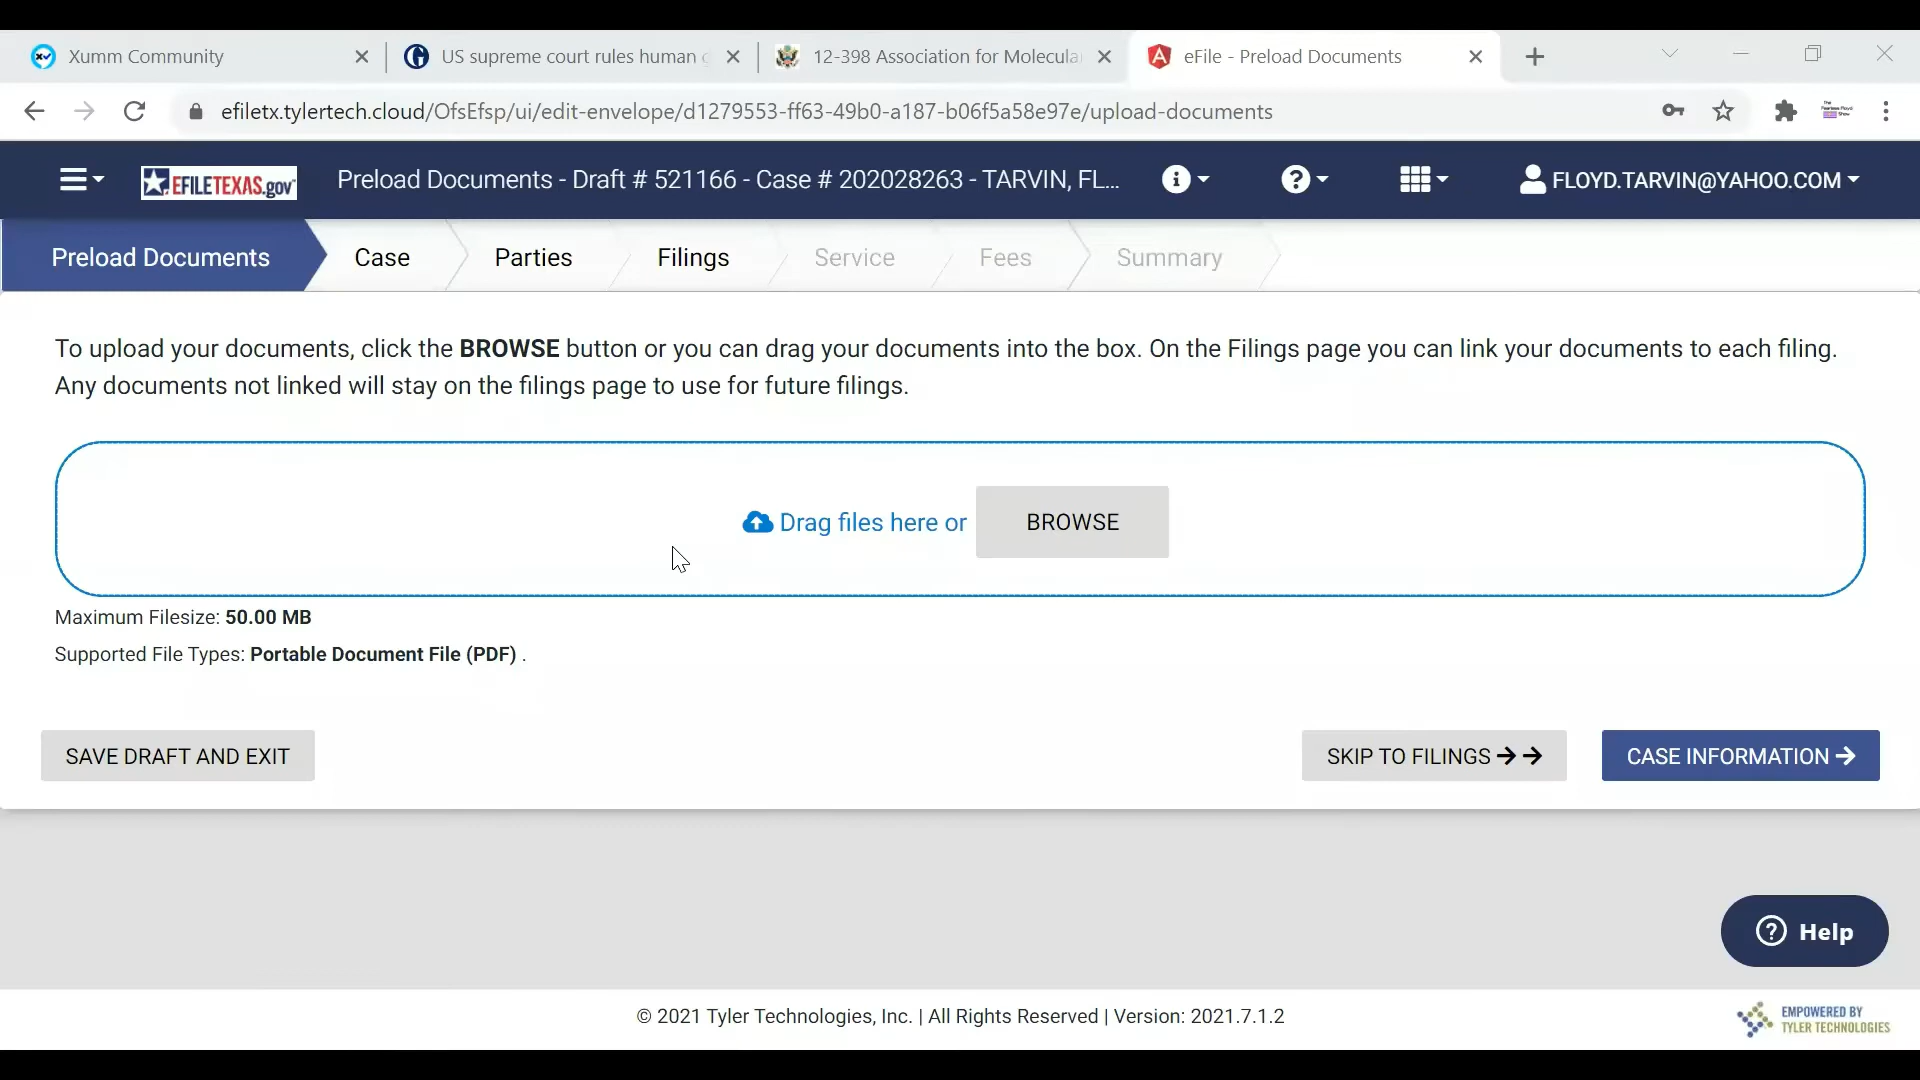 Xumm Community
US supreme court rules human g
12-398 Association for Molecula
eFile - Preload Documents
efiletx.tylertech.cloud/OfsEfsp/ui/edit-envelope/d1279553-ff63-49b0-a187-b06f5a58e97e/upload-documents
EFILETEXAS.gov
Preload Documents - Draft # 521166 - Case # 202028263 - TARVIN, FL...
FLOYD.TARVIN@YAHOO.COM
Preload Documents
Case
Parties
Filings
Service
Fees
Summary
To upload your documents, click the BROWSE button or you can drag your documents into the box. On the Filings page you can link your documents to each filing.
Any documents not linked will stay on the filings page to use for future filings.
Drag files here or
BROWSE
Maximum Filesize: 50.00 MB
Supported File Types: Portable Document File (PDF) .
SAVE DRAFT AND EXIT
SKIP TO FILINGS
CASE INFORMATION
Help
© 2021 Tyler Technologies, Inc. | All Rights Reserved | Version: 2021.7.1.2
EMPOWERED BY
TYLER TECHNOLOGIES